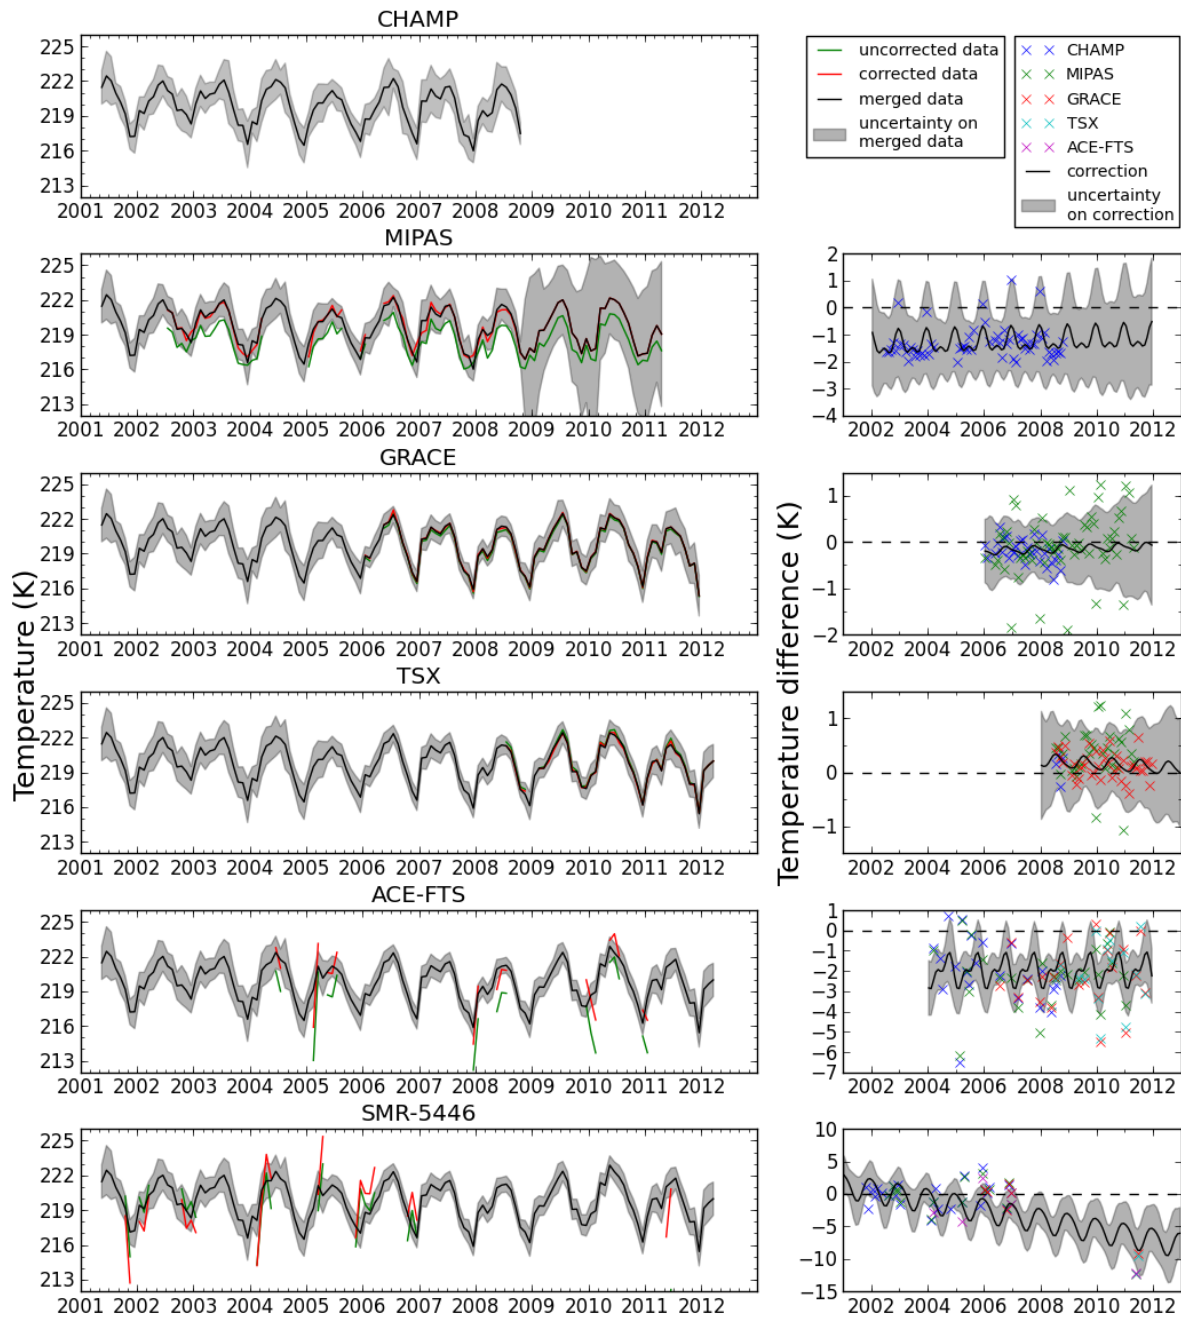 CHAMP
225
222
219
216
213
2001 2002 2003 2004 2005 2006 2007 2008 2009 2010 2011 2012
uncorrected data
corrected data
merged data
uncertainty on
merged data
CHAMP
MIPAS
GRACE
TSX
ACE-FTS
correction
uncertainty
on correction
MIPAS
225
222
219
216
213
2001 2002 2003 2004 2005 2006 2007 2008 2009 2010 2011 2012
2
1
0
−1
−2
−3
−4
2002 2004 2006 2008 2010 2012
GRACE
225
222
219
216
213
2001 2002 2003 2004 2005 2006 2007 2008 2009 2010 2011 2012
1
0
−1
−2
2002 2004 2006 2008 2010 2012
Temperature (K)
Temperature difference (K)
TSX
225
222
219
216
213
2001 2002 2003 2004 2005 2006 2007 2008 2009 2010 2011 2012
1
0
−1
2002 2004 2006 2008 2010 2012
ACE-FTS
225
222
219
216
213
2001 2002 2003 2004 2005 2006 2007 2008 2009 2010 2011 2012
1
0
−1
−2
−3
−4
−5
−6
−7
2002 2004 2006 2008 2010 2012
SMR-5446
225
222
219
216
213
2001 2002 2003 2004 2005 2006 2007 2008 2009 2010 2011 2012
10
5
0
−5
−10
−15
2002 2004 2006 2008 2010 2012